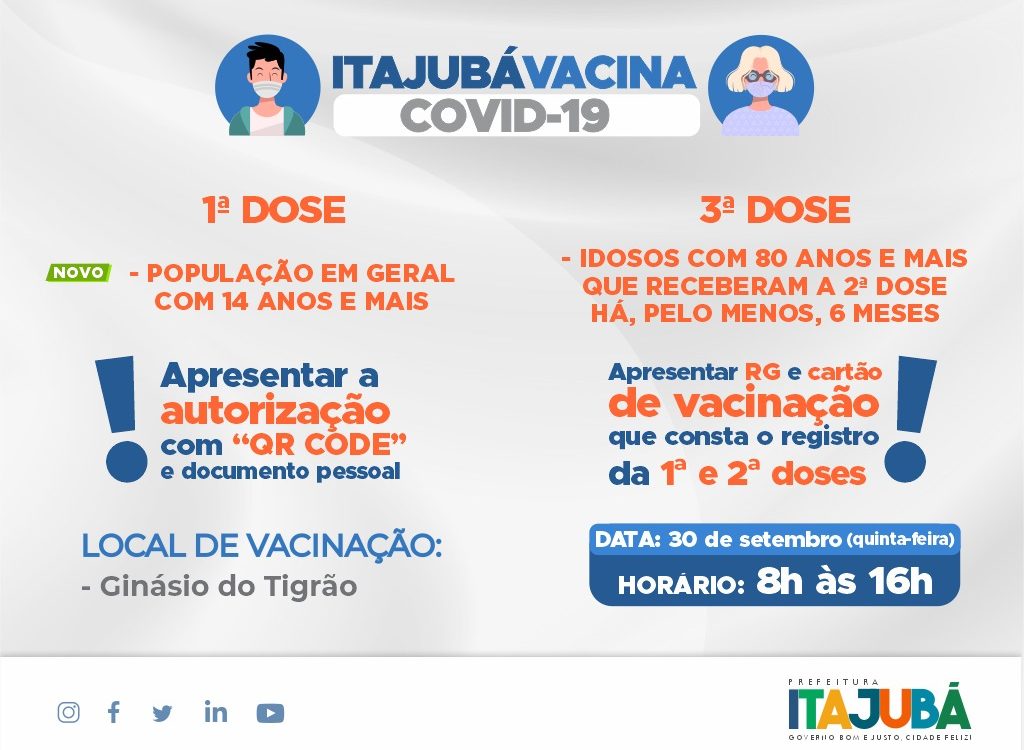 ITAJUBÁVACINA
COVID-19
1ª DOSE
NOVO
- POPULAÇÃO EM GERAL
COM 14 ANOS E MAIS
Apresentar a
autorização
com “QR CODE”
e documento pessoal
3ª DOSE
- IDOSOS COM 80 ANOS E MAIS
QUE RECEBERAM A 2ª DOSE
HÁ, PELO MENOS, 6 MESES
Apresentar RG e cartão
de vacinação
que consta o registro
da 1ª e 2ª doses
!
!
LOCAL DE VACINAÇÃO:
- Ginásio do Tigrão
DATA: 30 de setembro (quinta-feira)
HORÁRIO: 8h às 16h
PREFEITURA
ITAJUBÁ
GOVERNO BOM E JUSTO, CIDADE FELIZ!